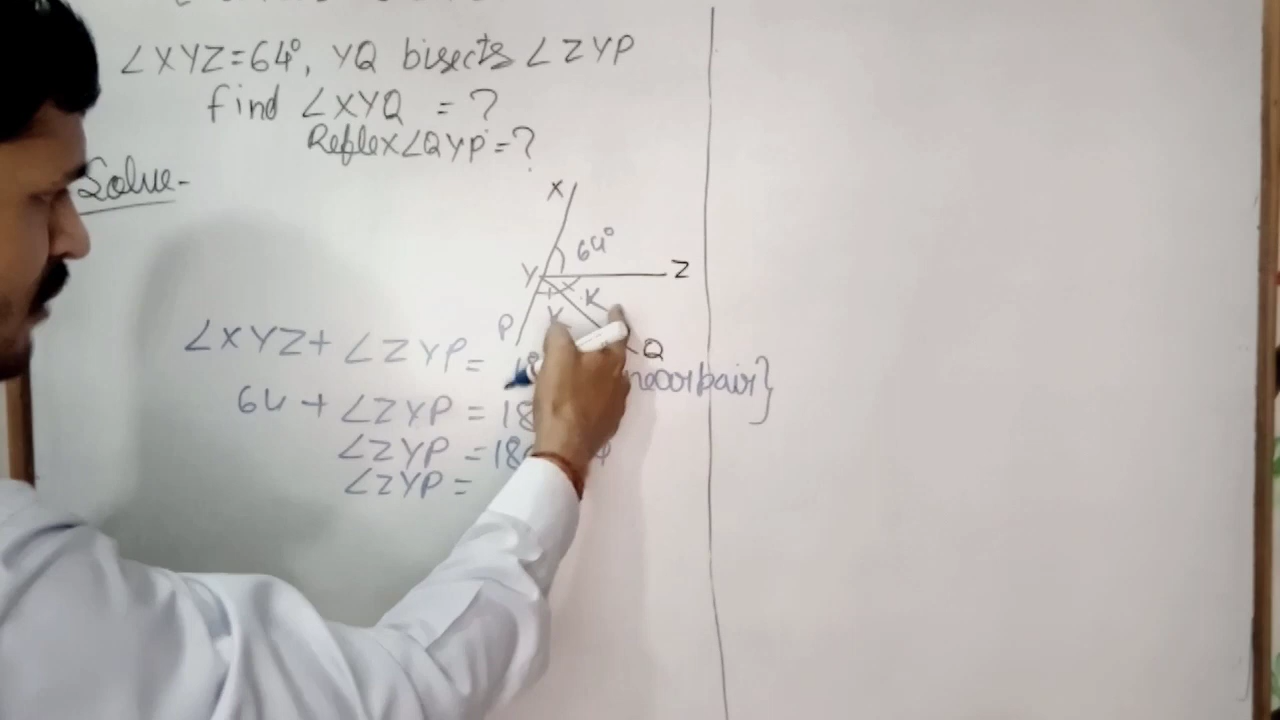 ∠XYZ=64°, YQ bisects ∠ZYP
find ∠XYQ = ?
Reflex∠QYP=?
Solve-
X
64°
Y
Z
K
P
Q
∠XYZ+ ∠ZYP=
64 + ∠ZYP = 18
∠ZYP =18
∠ZYP =